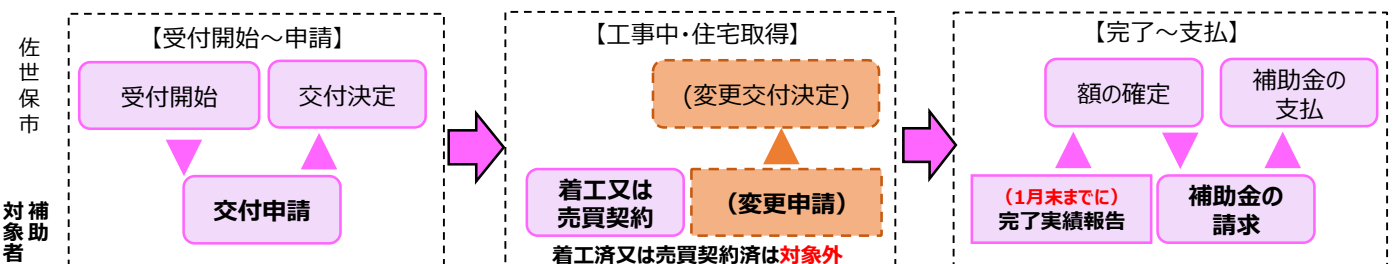 佐世保市
補助対象者
【受付開始～申請】
受付開始
交付決定
交付申請
【工事中・住宅取得】
(変更交付決定)
着工又は
売買契約
（変更申請）
着工済又は売買契約済は対象外
【完了～支払】
額の確定
補助金の
支払
（1月末までに）
完了実績報告
補助金の
請求